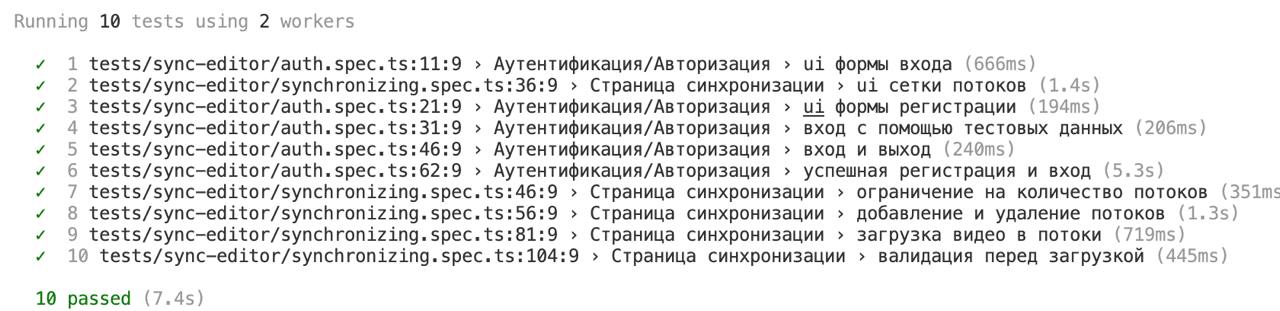 Running 10 tests using 2 workers
✓ 1 tests/sync-editor/auth.spec.ts:11:9 › Аутентификация/Авторизация › ui формы входа (666ms)
✓ 2 tests/sync-editor/synchronizing.spec.ts:36:9 › Страница синхронизации › ui сетки потоков (1.4s)
✓ 3 tests/sync-editor/auth.spec.ts:21:9 › Аутентификация/Авторизация › ui формы регистрации (194ms)
✓ 4 tests/sync-editor/auth.spec.ts:31:9 › Аутентификация/Авторизация › вход с помощью тестовых данных (206ms)
✓ 5 tests/sync-editor/auth.spec.ts:46:9 › Аутентификация/Авторизация › вход и выход (240ms)
✓ 6 tests/sync-editor/auth.spec.ts:62:9 › Аутентификация/Авторизация › успешная регистрация и вход (5.3s)
✓ 7 tests/sync-editor/synchronizing.spec.ts:46:9 › Страница синхронизации › ограничение на количество потоков (351ms
✓ 8 tests/sync-editor/synchronizing.spec.ts:56:9 › Страница синхронизации › добавление и удаление потоков (1.3s)
✓ 9 tests/sync-editor/synchronizing.spec.ts:81:9 › Страница синхронизации › загрузка видео в потоки (719ms)
✓ 10 tests/sync-editor/synchronizing.spec.ts:104:9 › Страница синхронизации › валидация перед загрузкой (445ms)
10 passed (7.4s)